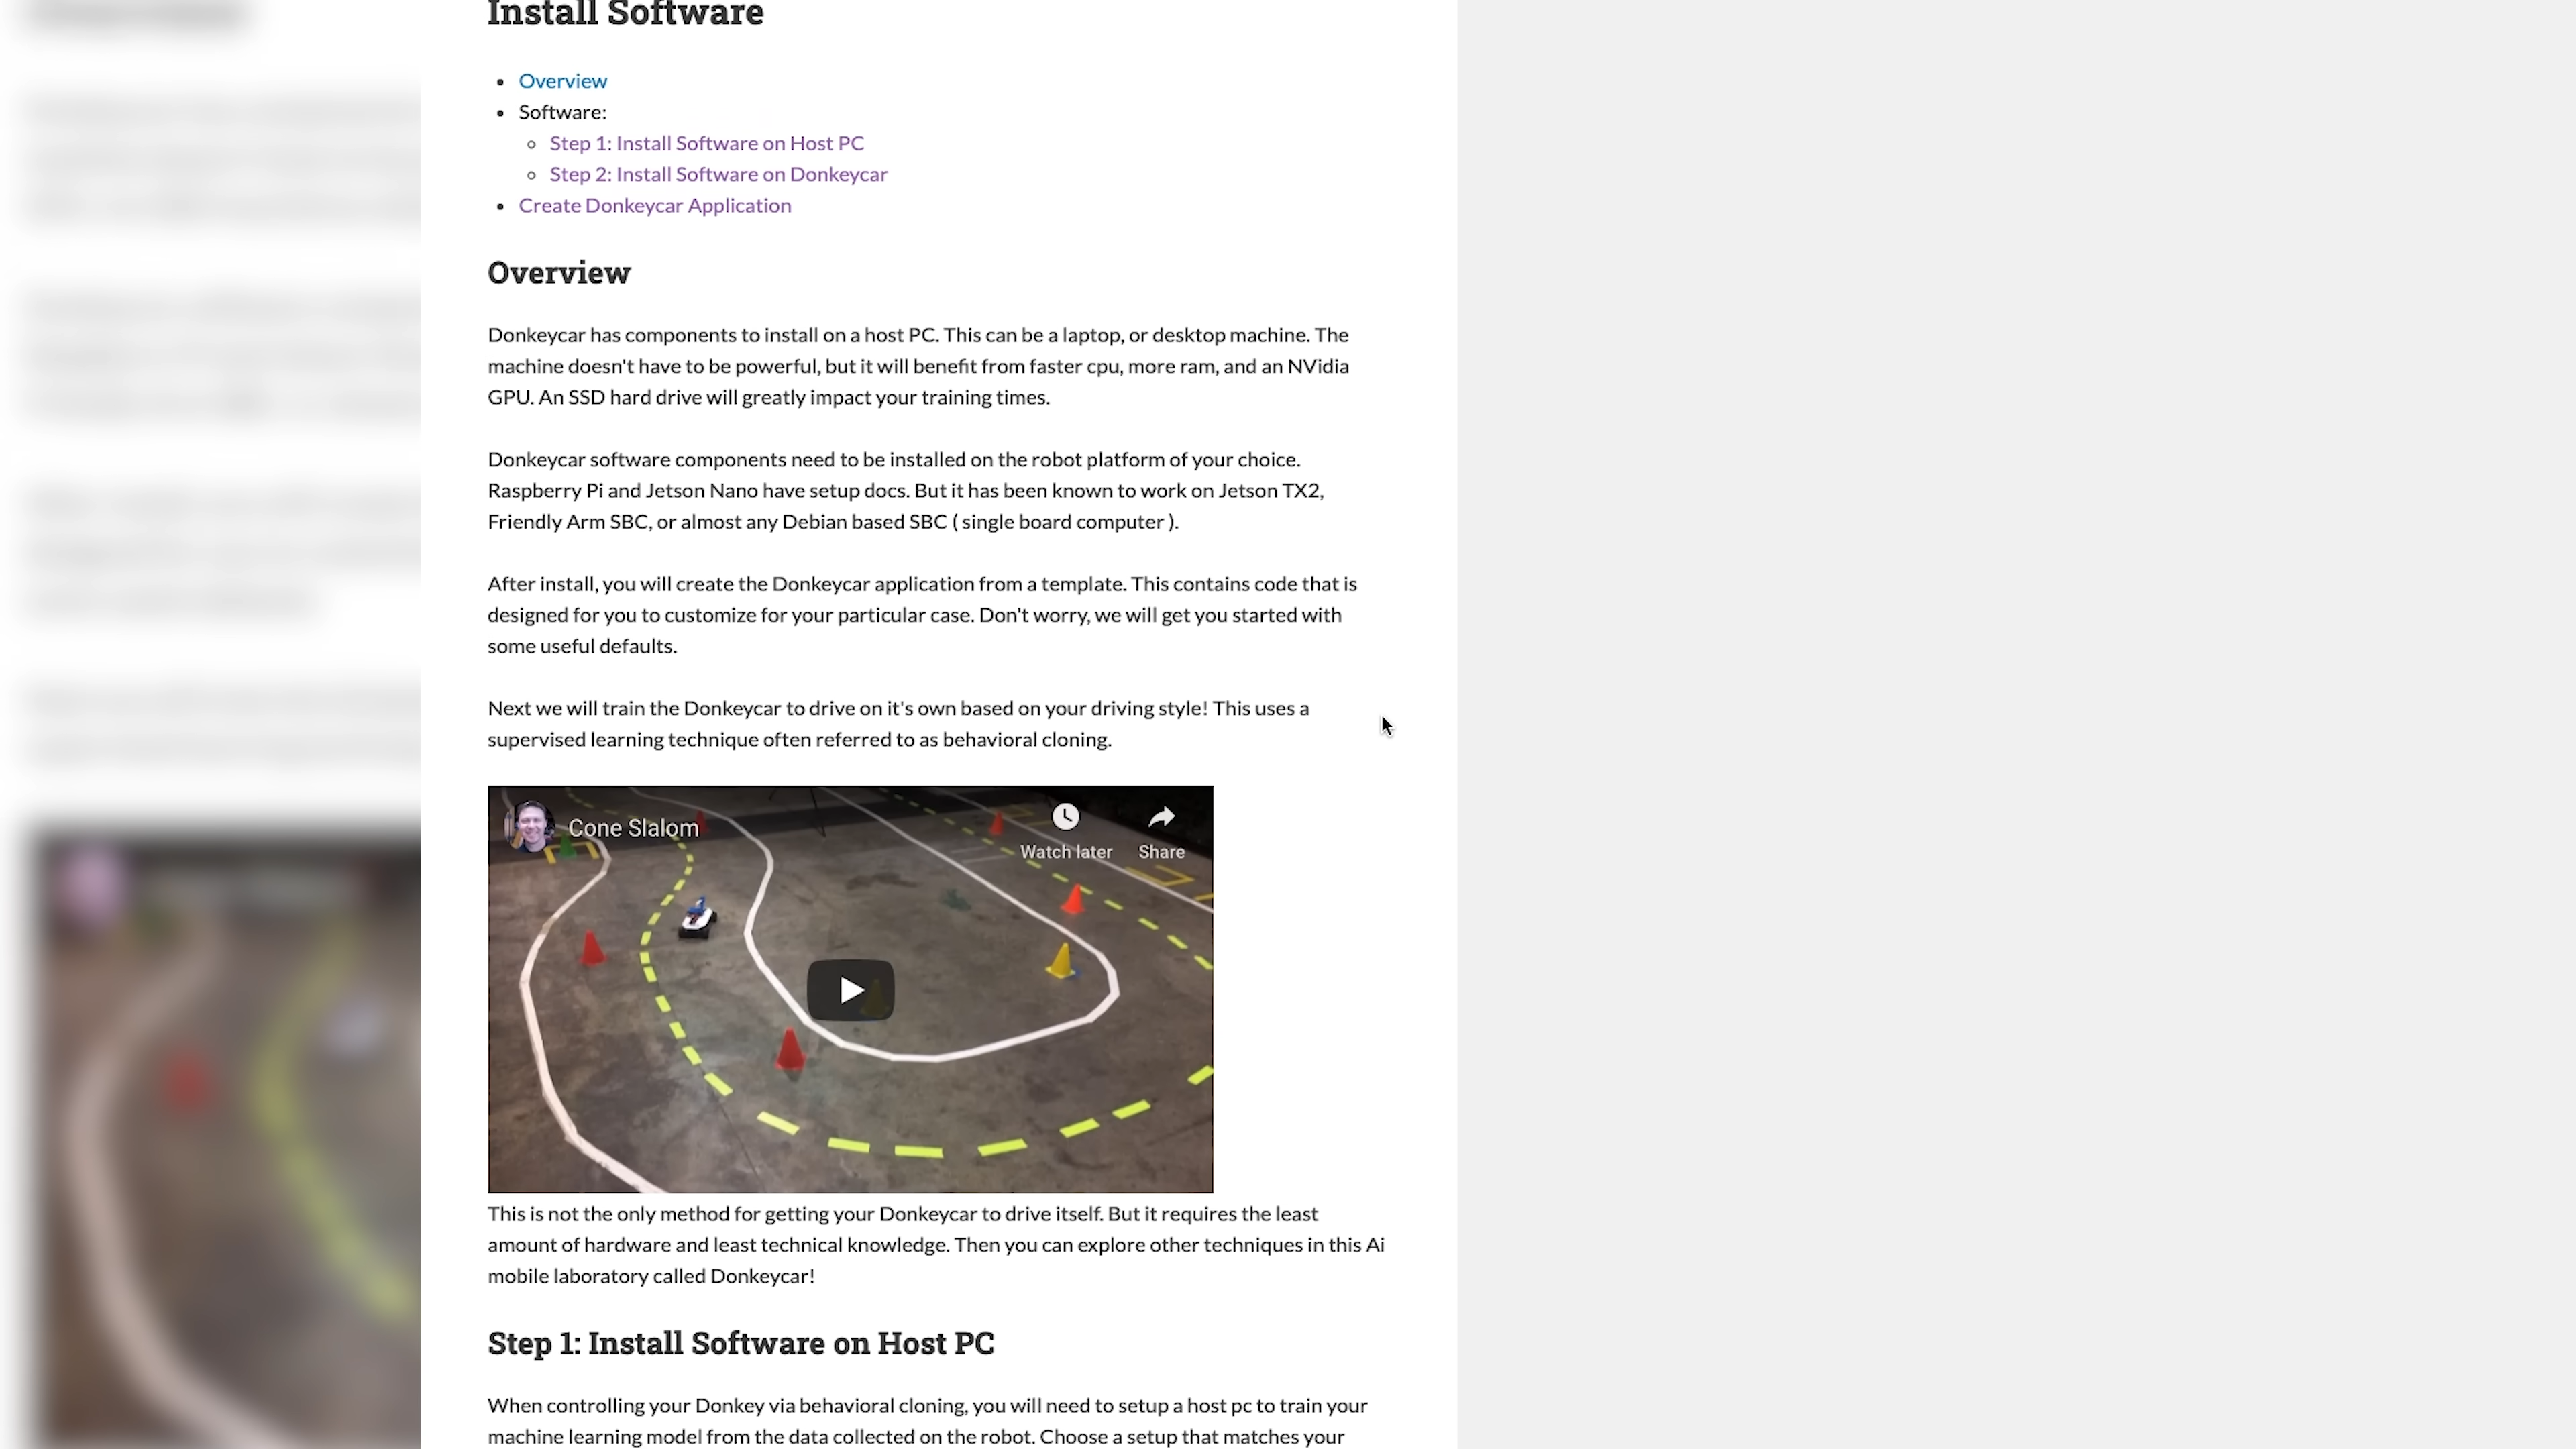 Install Software
Overview
Software:
Step 1: Install Software on Host PC
Step 2: Install Software on Donkeycar
Create Donkeycar Application
Overview
Donkeycar has components to install on a host PC. This can be a laptop, or desktop machine. The
machine doesn't have to be powerful, but it will benefit from faster cpu, more ram, and an NVidia
GPU. An SSD hard drive will greatly impact your training times.
Donkeycar software components need to be installed on the robot platform of your choice.
Raspberry Pi and Jetson Nano have setup docs. But it has been known to work on Jetson TX2,
Friendly Arm SBC, or almost any Debian based SBC ( single board computer ).
After install, you will create the Donkeycar application from a template. This contains code that is
designed for you to customize for your particular case. Don't worry, we will get you started with
some useful defaults.
Next we will train the Donkeycar to drive on it's own based on your driving style! This uses a
supervised learning technique often referred to as behavioral cloning.
Cone Slalom
Watch later
Share
This is not the only method for getting your Donkeycar to drive itself. But it requires the least
amount of hardware and least technical knowledge. Then you can explore other techniques in this Ai
mobile laboratory called Donkeycar!
Step 1: Install Software on Host PC
When controlling your Donkey via behavioral cloning, you will need to setup a host pc to train your
machine learning model from the data collected on the robot. Choose a setup that matches your